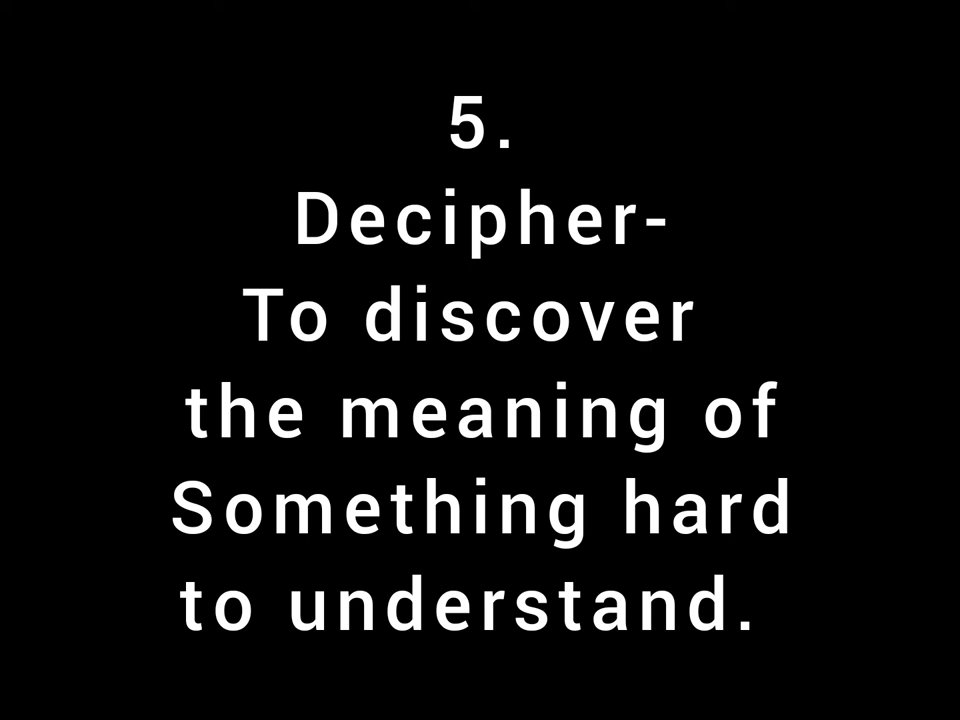 5.
Decipher-
To discover
the meaning of
Something hard
to understand.